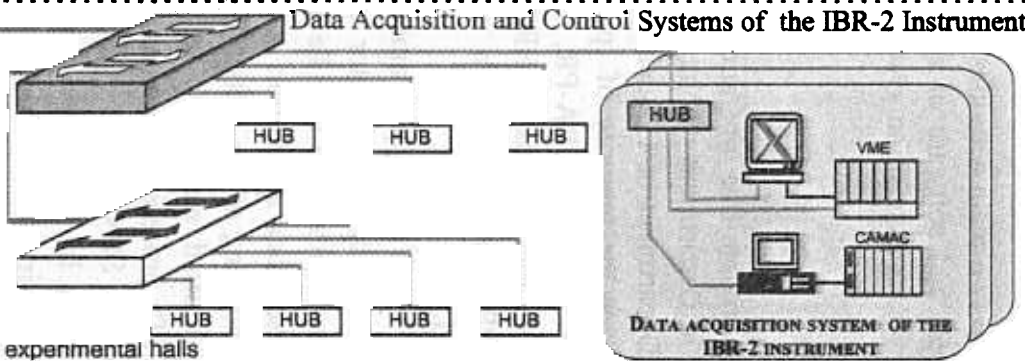 Data Acquisition and Control Systems of the IBR-2 Instrument
HUB
HUB
HUB
HUB
VME
CAMAC
HUB
HUB
HUB
HUB
DATA ACQUISITION SYSTEM OF THE
IBR-2 INSTRUMENT
experimental halls